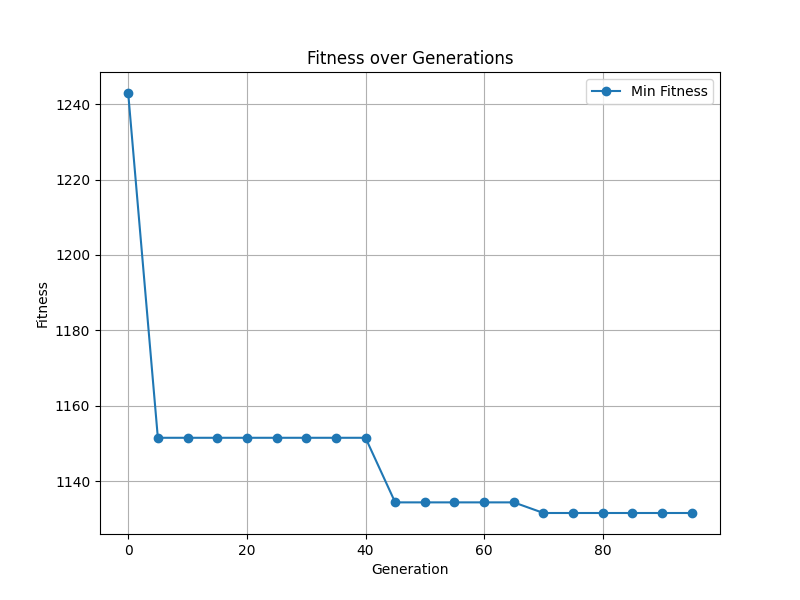 Fitness over Generations
Min Fitness
1240
1220
1200
1180
1160
1140
Fitness
0 20 40 60 80
Generation